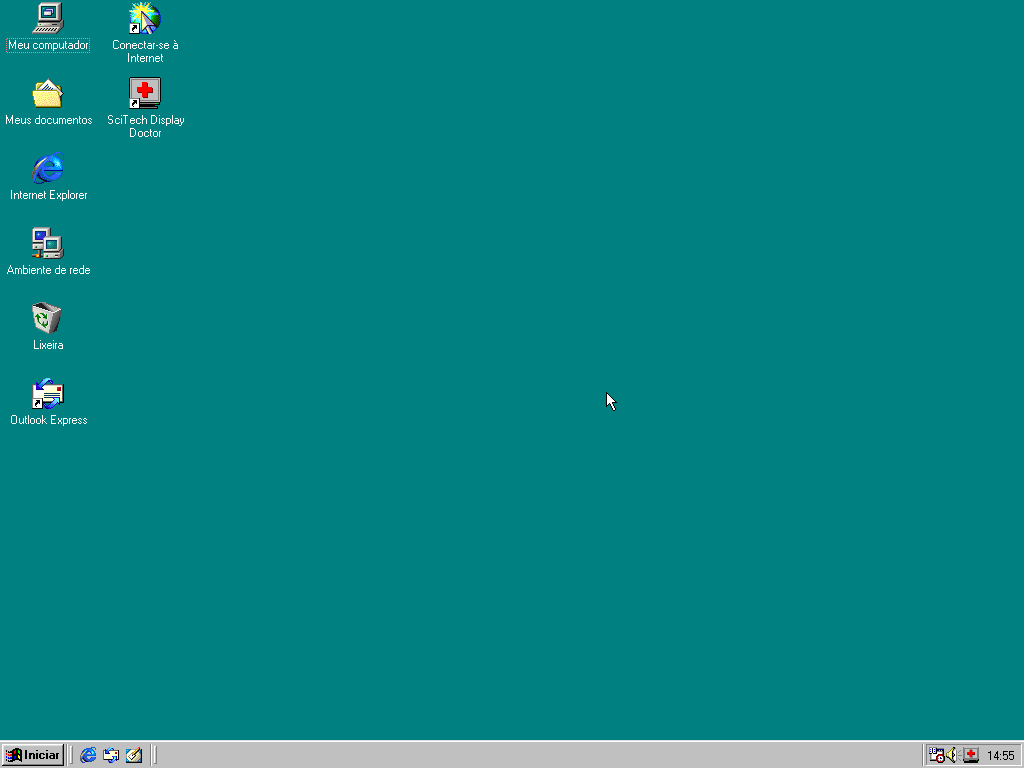 Meu computador
Conectar-se à
Internet
Meus documentos
SciTech Display
Doctor
Internet Explorer
Ambiente de rede
Lixeira
Outlook Express
Iniciar
14:55